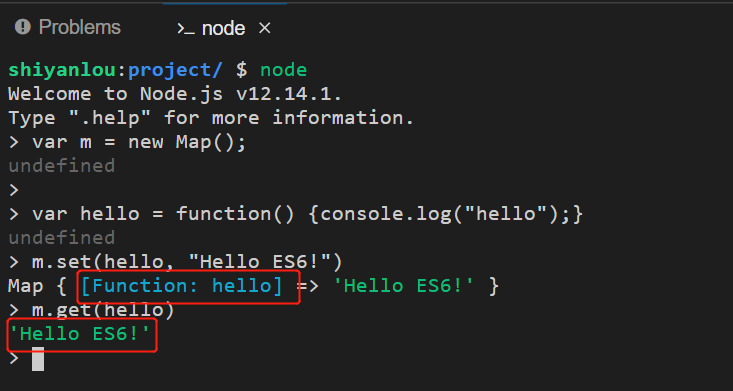 Problems >_ node ×
shiyanlou:project/ $ node
Welcome to Node.js v12.14.1.
Type ".help" for more information.
> var m = new Map();
undefined
>
> var hello = function() {console.log("hello");}
undefined
> m.set(hello, "Hello ES6!")
Map { [Function: hello] => 'Hello ES6!' }
> m.get(hello)
'Hello ES6!'
>